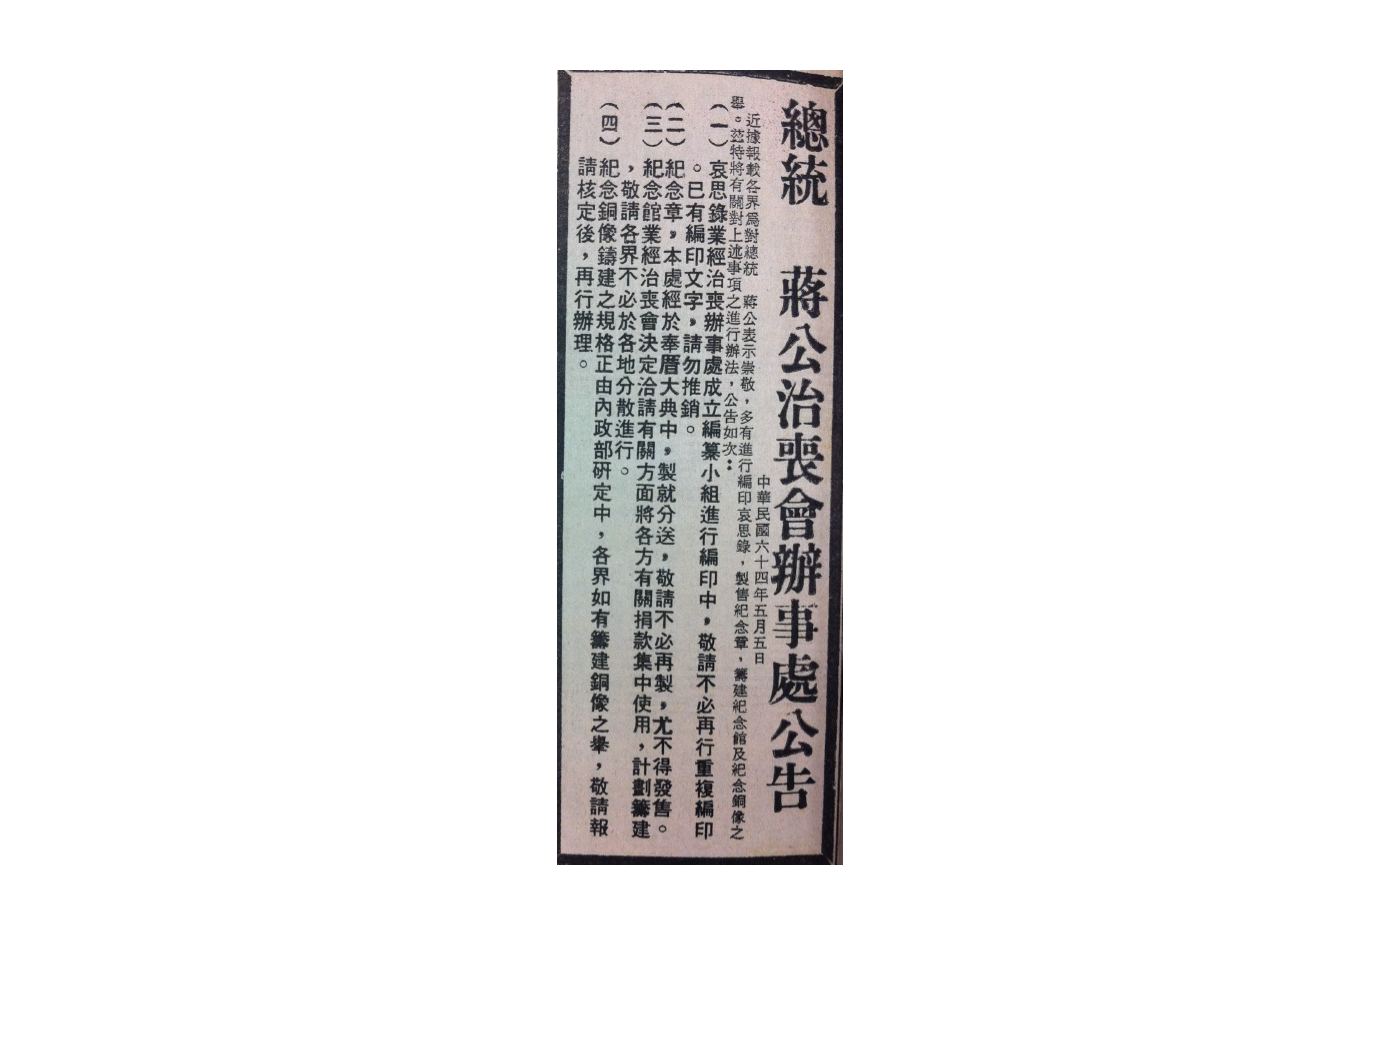 總統　蔣公治喪會辦事處公告
中華民國六十四年五月五日
近據報載各界爲對總統　蔣公表示崇敬，多有進行編印哀思錄，製售紀念章，籌建紀念館及紀念銅像之
舉。茲特將有關對上述事項之進行辦法，公告如次：
(一)哀思錄業經治喪辦事處成立編纂小組進行編印中，敬請不必再行重複編印
。已有編印文字，請勿推銷。
(二)紀念章，本處經於奉厝大典中，製就分送，敬請不必再製，尤不得發售。
(三)紀念館業經治喪會決定洽請有關方面將各方有關捐款集中使用，計劃籌建
，敬請各界不必於各地分散進行。
(四)紀念銅像鑄建之規格正由內政部研定中，各界如有籌建銅像之舉，敬請報
請核定後，再行辦理。